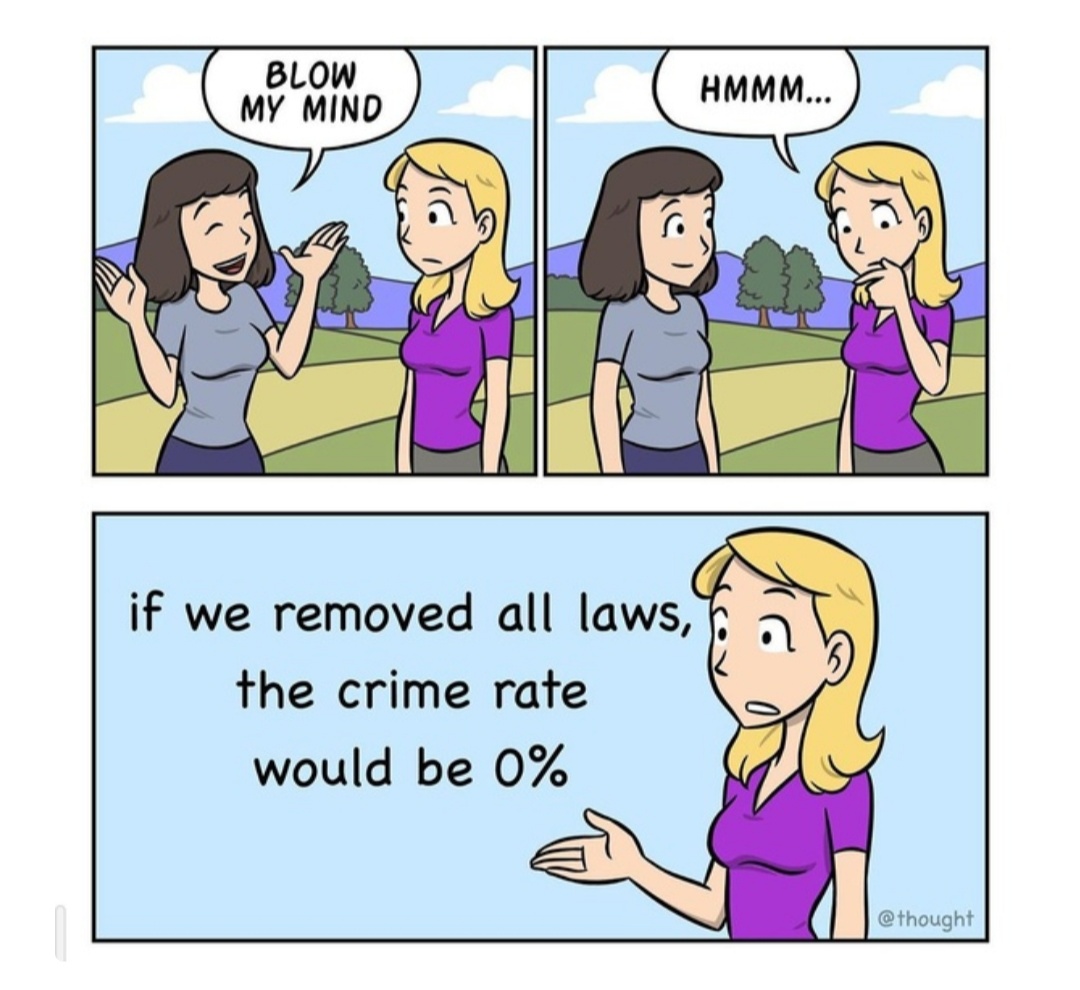 BLOW
MY MIND
HMMM...
if we removed all laws,
the crime rate
would be 0%
@thought